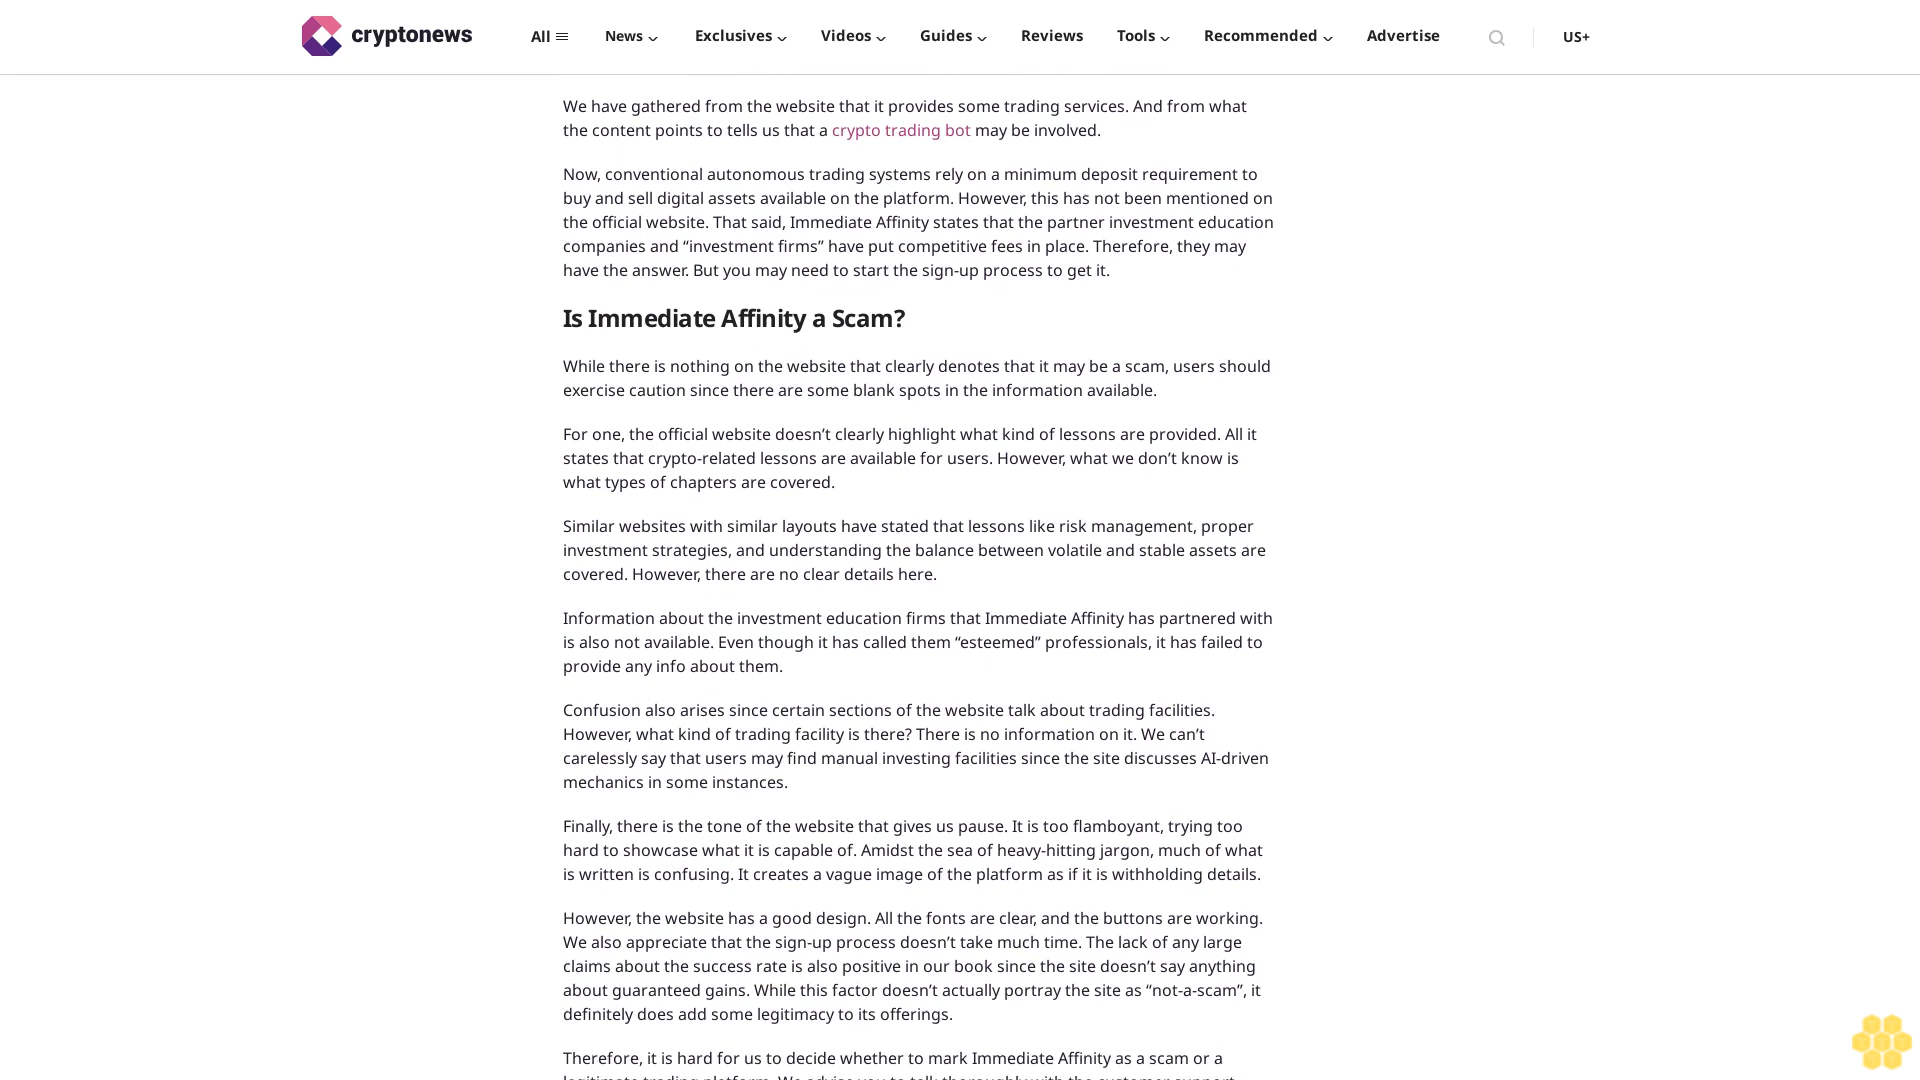 cryptonews
All
News
Exclusives
Videos
Guides
Reviews
Tools
Recommended
Advertise
US+
We have gathered from the website that it provides some trading services. And from what
the content points to tells us that a crypto trading bot may be involved.
Now, conventional autonomous trading systems rely on a minimum deposit requirement to
buy and sell digital assets available on the platform. However, this has not been mentioned on
the official website. That said, Immediate Affinity states that the partner investment education
companies and “investment firms” have put competitive fees in place. Therefore, they may
have the answer. But you may need to start the sign-up process to get it.
Is Immediate Affinity a Scam?
While there is nothing on the website that clearly denotes that it may be a scam, users should
exercise caution since there are some blank spots in the information available.
For one, the official website doesn’t clearly highlight what kind of lessons are provided. All it
states that crypto-related lessons are available for users. However, what we don’t know is
what types of chapters are covered.
Similar websites with similar layouts have stated that lessons like risk management, proper
investment strategies, and understanding the balance between volatile and stable assets are
covered. However, there are no clear details here.
Information about the investment education firms that Immediate Affinity has partnered with
is also not available. Even though it has called them “esteemed” professionals, it has failed to
provide any info about them.
Confusion also arises since certain sections of the website talk about trading facilities.
However, what kind of trading facility is there? There is no information on it. We can’t
carelessly say that users may find manual investing facilities since the site discusses AI-driven
mechanics in some instances.
Finally, there is the tone of the website that gives us pause. It is too flamboyant, trying too
hard to showcase what it is capable of. Amidst the sea of heavy-hitting jargon, much of what
is written is confusing. It creates a vague image of the platform as if it is withholding details.
However, the website has a good design. All the fonts are clear, and the buttons are working.
We also appreciate that the sign-up process doesn’t take much time. The lack of any large
claims about the success rate is also positive in our book since the site doesn’t say anything
about guaranteed gains. While this factor doesn’t actually portray the site as “not-a-scam”, it
definitely does add some legitimacy to its offerings.
Therefore, it is hard for us to decide whether to mark Immediate Affinity as a scam or a
legitimate trading platform. We advise you to talk thoroughly with the customer support